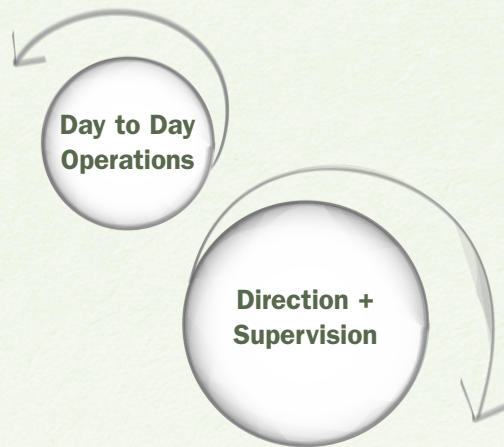 Day to Day
Operations
Direction +
Supervision